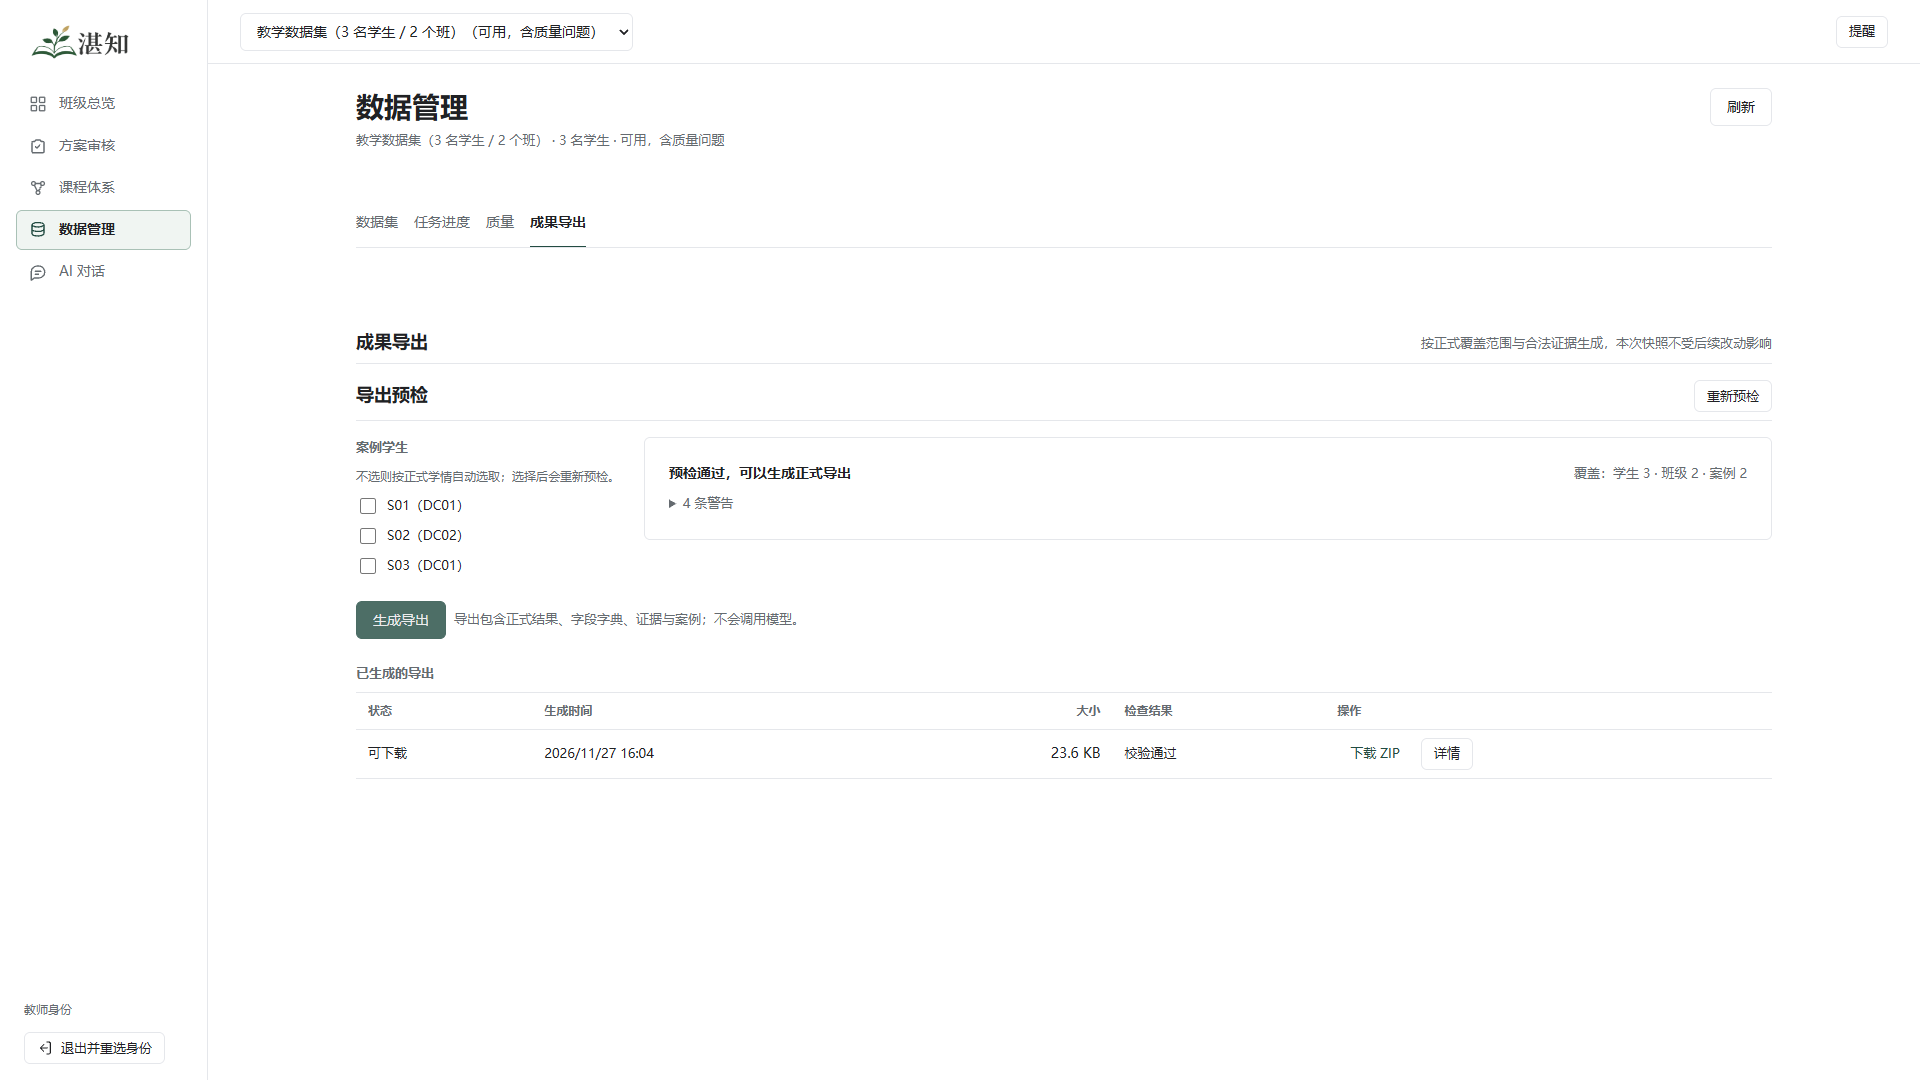 湛知
教学数据集（3 名学生 / 2 个班）（可用，含质量问题）
提醒
班级总览
方案审核
课程体系
数据管理
AI 对话
数据管理
刷新
教学数据集（3 名学生 / 2 个班） · 3 名学生 · 可用，含质量问题
数据集 任务进度 质量 成果导出
成果导出
按正式覆盖范围与合法证据生成，本次快照不受后续改动影响
导出预检
重新预检
案例学生
不选则按正式学情自动选取；选择后会重新预检。
S01（DC01）
S02（DC02）
S03（DC01）
预检通过，可以生成正式导出
覆盖：学生 3 · 班级 2 · 案例 2
4 条警告
生成导出
导出包含正式结果、字段字典、证据与案例；不会调用模型。
已生成的导出
状态 生成时间 大小 检查结果 操作
可下载 2026/11/27 16:04 23.6 KB 校验通过 下载 ZIP 详情
教师身份
退出并重选身份